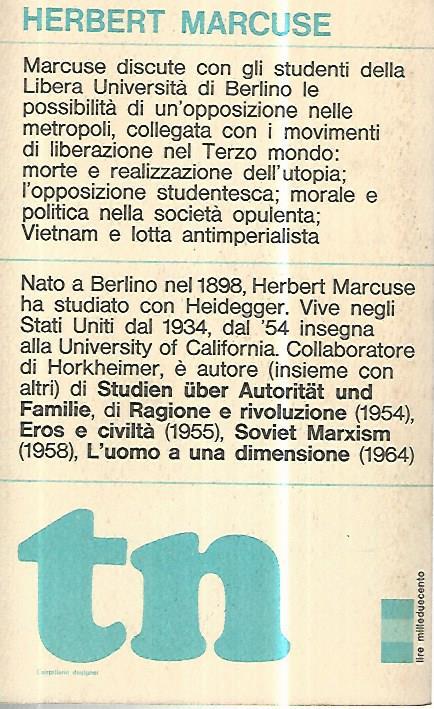 HERBERT MARCUSE
Marcuse discute con gli studenti della
Libera Università di Berlino le
possibilità di un'opposizione nelle
metropoli, collegata con i movimenti
di liberazione nel Terzo mondo:
morte e realizzazione dell'utopia;
l'opposizione studentesca; morale e
politica nella società opulenta;
Vietnam e lotta antimperialista
Nato a Berlino nel 1898, Herbert Marcuse
ha studiato con Heidegger. Vive negli
Stati Uniti dal 1934, dal '54 insegna
alla University of California. Collaboratore
di Horkheimer, è autore (insieme con
altri) di Studien über Autorität und
Familie, di Ragione e rivoluzione (1954),
Eros e civiltà (1955), Soviet Marxism
(1958), L'uomo a una dimensione (1964)
tn
designer
lire milleduecento